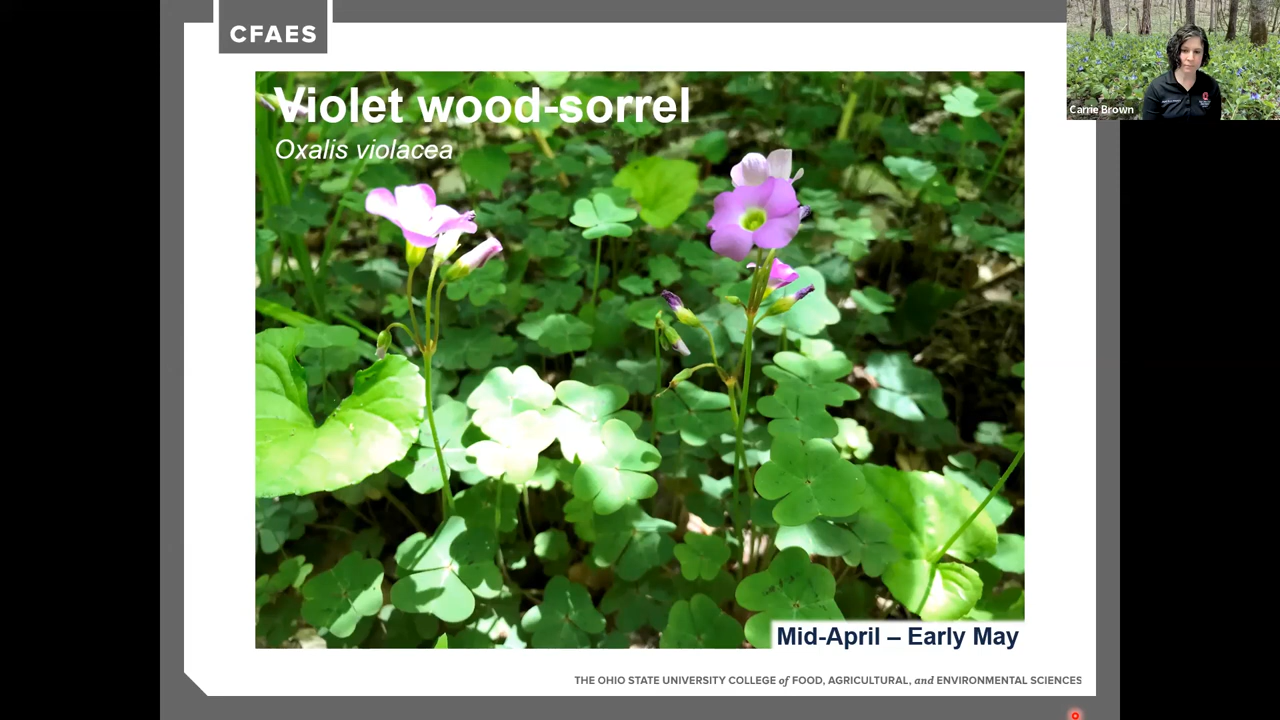 CFAES
Carrie Brown
Violet wood-sorrel
Oxalis violacea
Mid-April – Early May
THE OHIO STATE UNIVERSITY COLLEGE of FOOD, AGRICULTURAL, and ENVIRONMENTAL SCIENCES